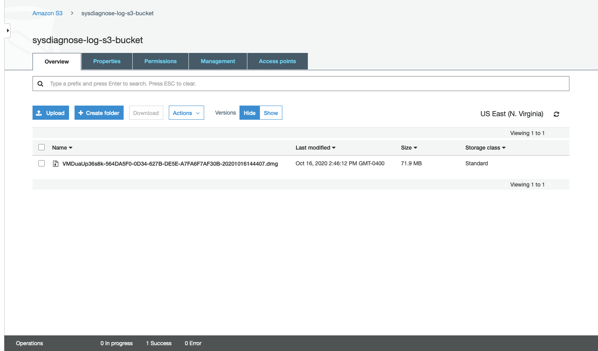 Amazon S3 > sysdiagnose-log-s3-bucket
sysdiagnose-log-s3-bucket
Overview Properties Permissions Management Access points
Type a prefix and press Enter to search. Press ESC to clear.
Upload + Create folder Download Actions Versions Hide Show US East (N. Virginia)
Viewing 1 to 1
Name Last modified Size Storage class
VMDuaUp36s8k-564DA5F0-0D34-627B-DE5E-A7FA6F7AF30B-20201016144407.dmg Oct 16, 2020 2:46:12 PM GMT-0400 71.9 MB Standard
Viewing 1 to 1
Operations 0 In progress 1 Success 0 Error